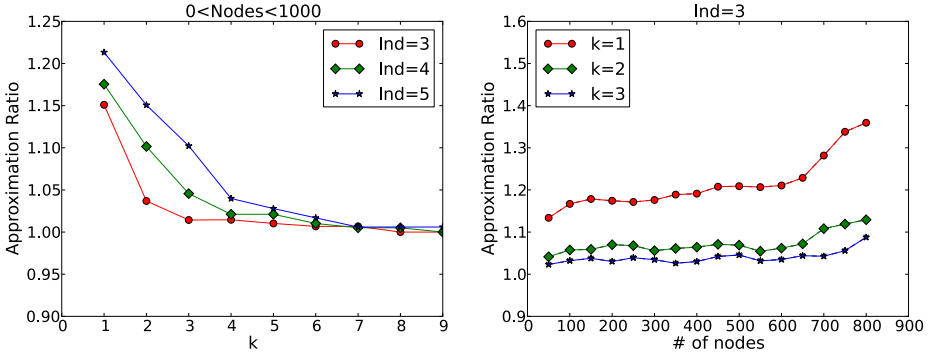 0<Nodes<1000
Approximation Ratio
1.25
1.20
1.15
1.10
1.05
1.00
0.95
0.90
Ind=3
Ind=4
Ind=5
0 1 2 3 4 5 6 7 8 9
k
Ind=3
Approximation Ratio
1.6
1.5
1.4
1.3
1.2
1.1
1.0
0.9
k=1
k=2
k=3
0 100 200 300 400 500 600 700 800 900
# of nodes